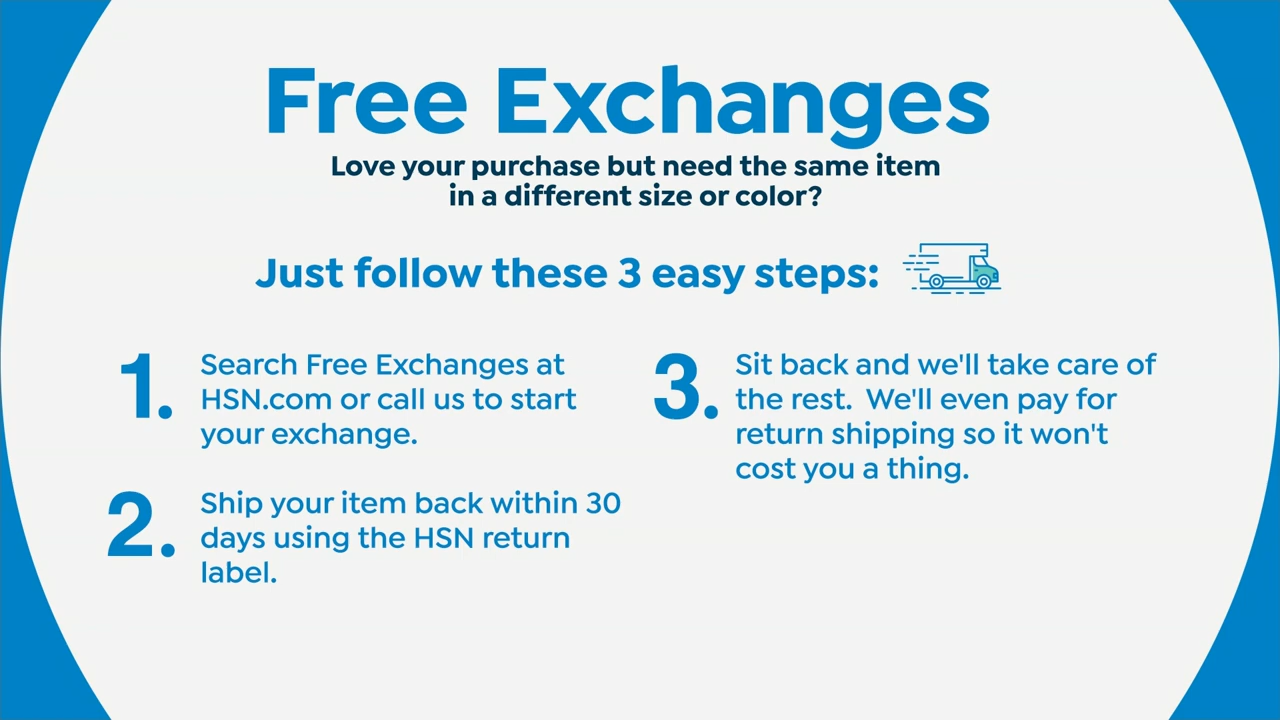 Free Exchanges
Love your purchase but need the same item
in a different size or color?
Just follow these 3 easy steps:
1. Search Free Exchanges at
HSN.com or call us to start
your exchange.
2. Ship your item back within 30
days using the HSN return
label.
3. Sit back and we'll take care of
the rest.  We'll even pay for
return shipping so it won't
cost you a thing.